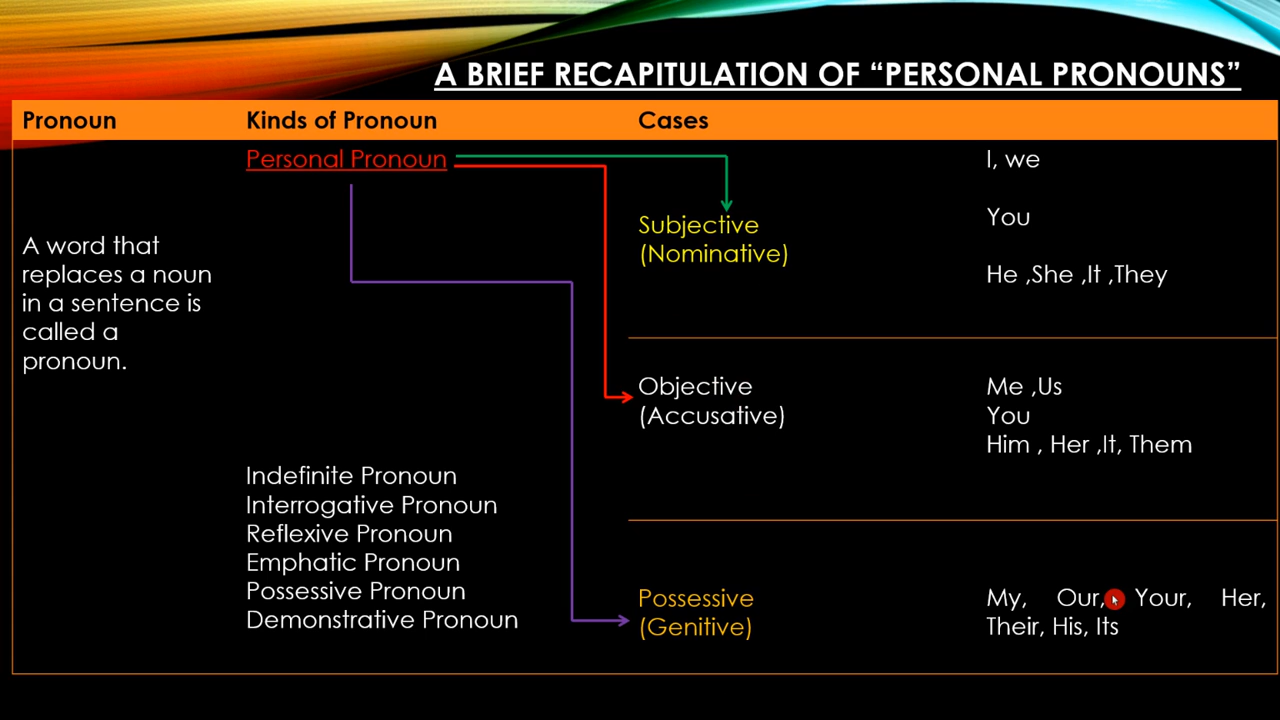 A BRIEF RECAPITULATION OF “PERSONAL PRONOUNS”
Pronoun Kinds of Pronoun Cases
A word that
replaces a noun
in a sentence is
called a
pronoun.
Personal Pronoun
Indefinite Pronoun
Interrogative Pronoun
Reflexive Pronoun
Emphatic Pronoun
Possessive Pronoun
Demonstrative Pronoun
Subjective
(Nominative)
I, we
You
He ,She ,It ,They
Objective
(Accusative)
Me ,Us
You
Him , Her ,It, Them
Possessive
(Genitive)
My, Our, Your, Her,
Their, His, Its